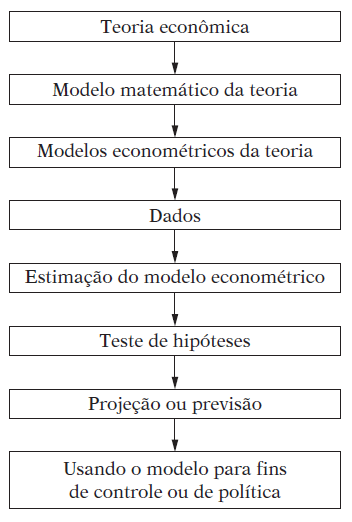 Teoria econômica
Modelo matemático da teoria
Modelos econométricos da teoria
Dados
Estimação do modelo econométrico
Teste de hipóteses
Projeção ou previsão
Usando o modelo para fins
de controle ou de política